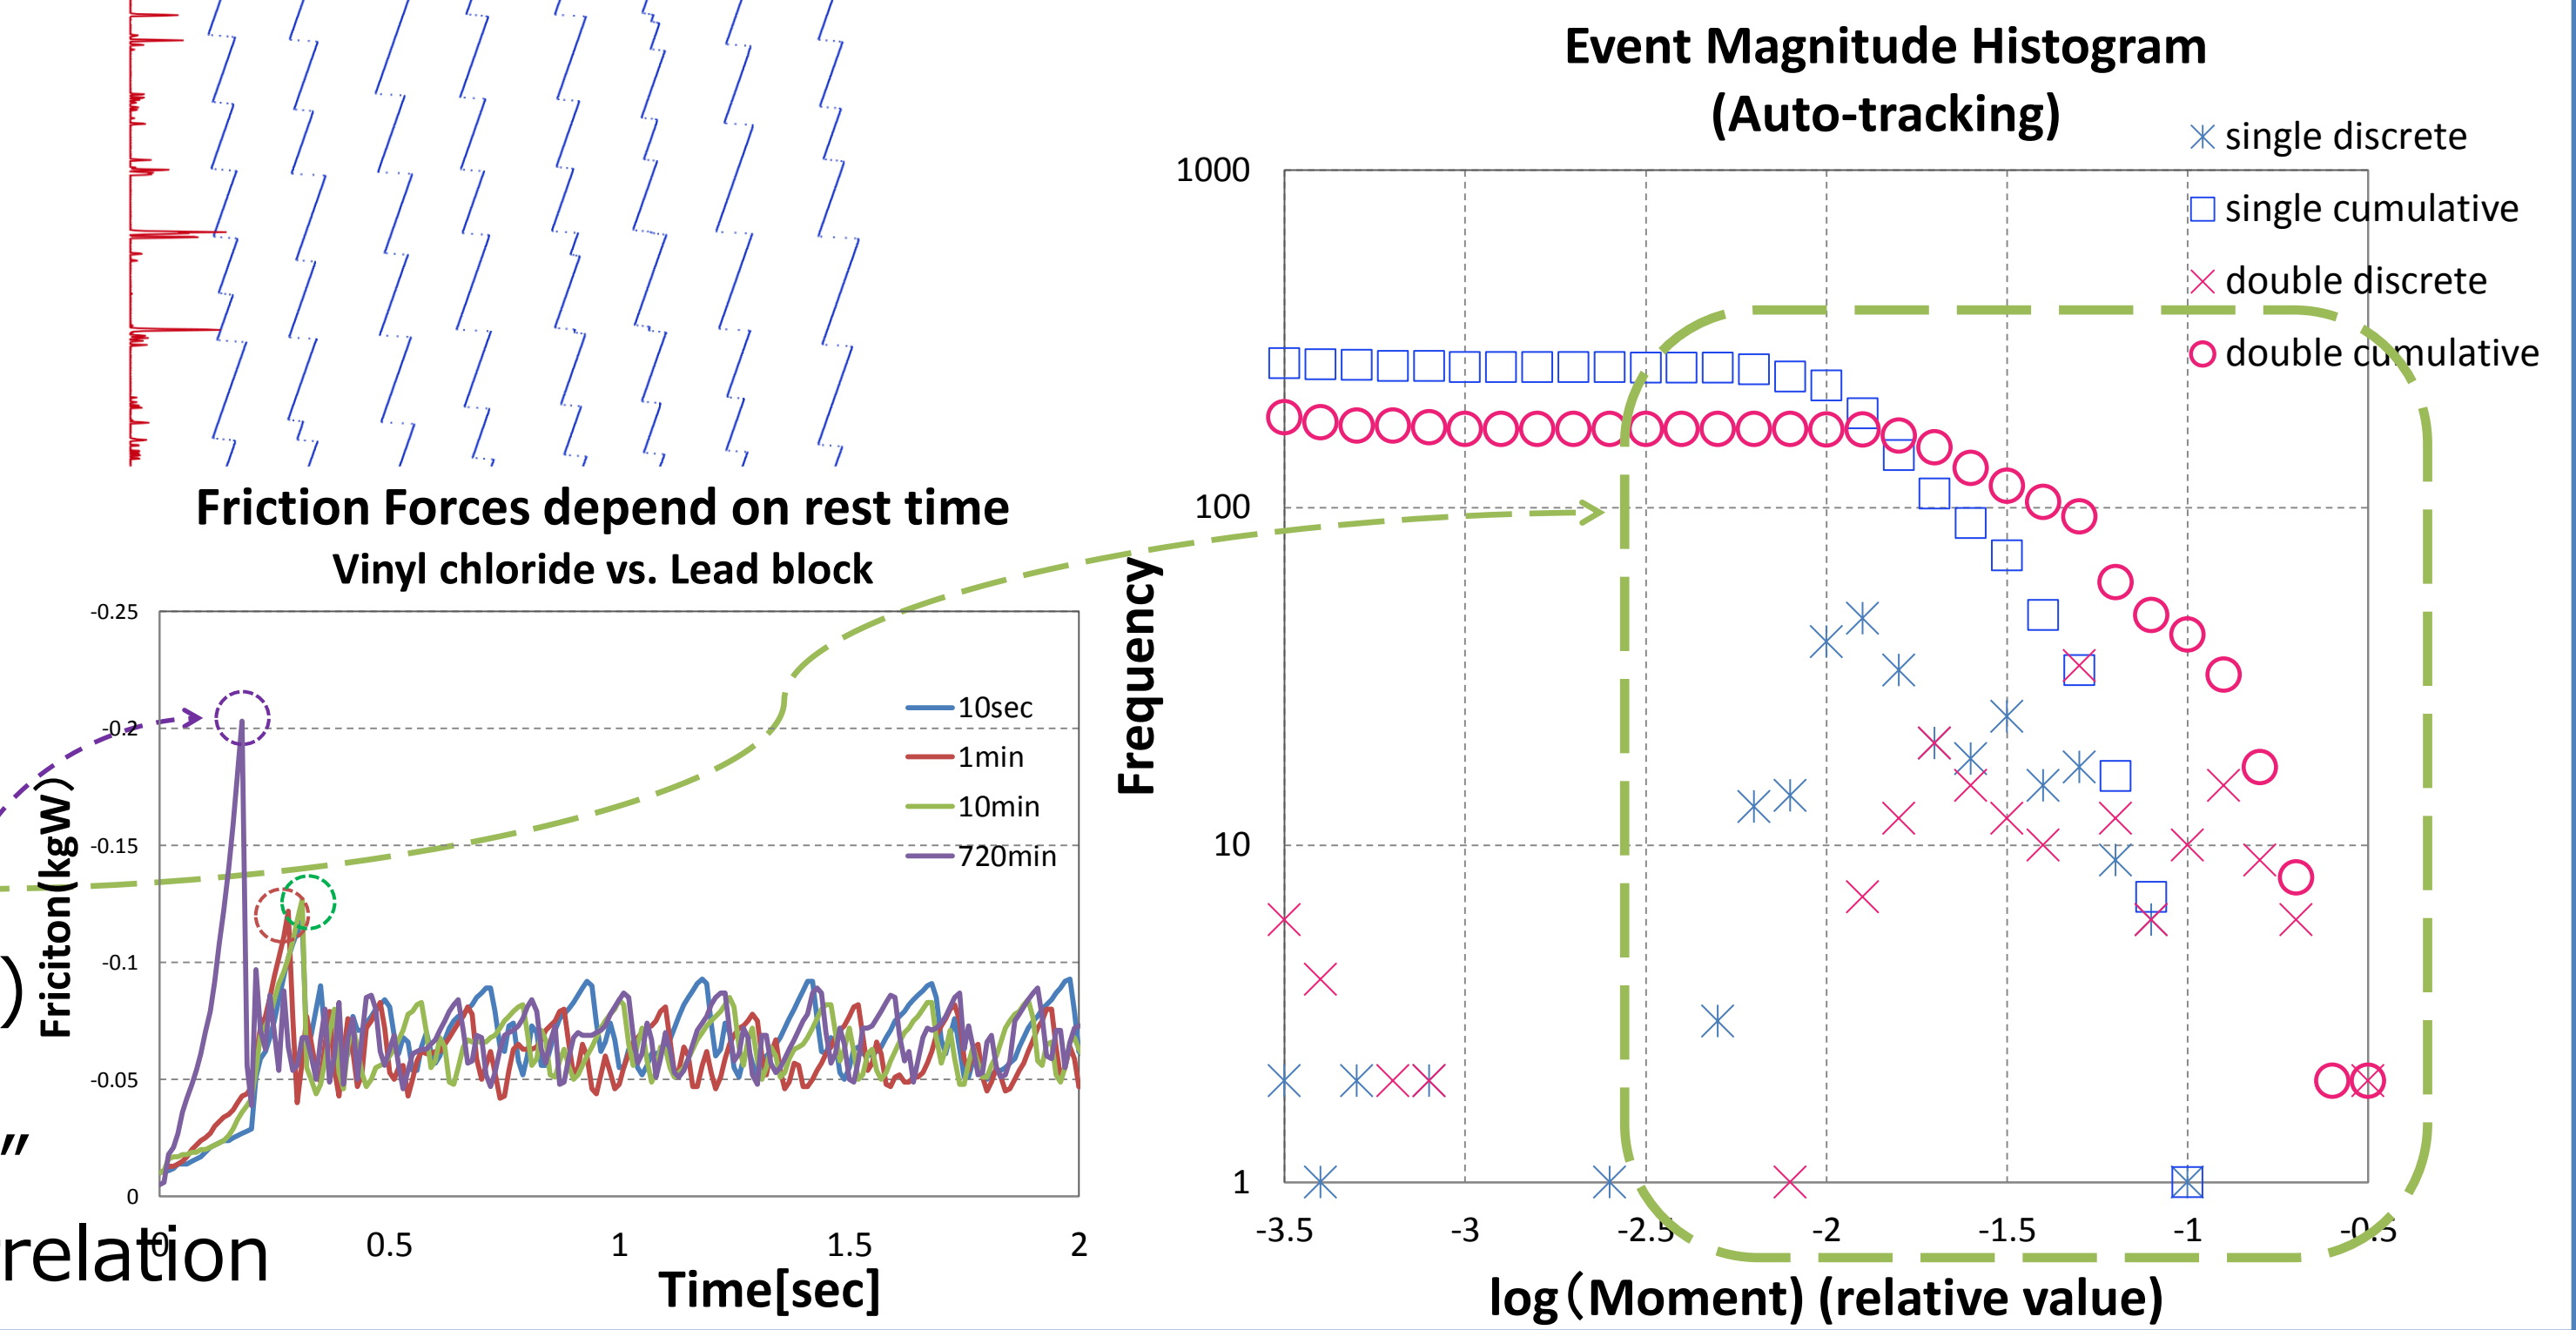 Event Magnitude Histogram
(Auto-tracking)
single discrete
single cumulative
double discrete
double cumulative
1000
100
10
1
Frequency
-3.5 -3 -2.5 -2 -1.5 -1 -0.5
log（Moment) (relative value)
Friction Forces depend on rest time
Vinyl chloride vs. Lead block
-0.25
-0.2
-0.15
-0.1
-0.05
0
Friciton(kgW）
10sec
1min
10min
720min
0 0.5 1 1.5 2
Time[sec]
)
”
relation